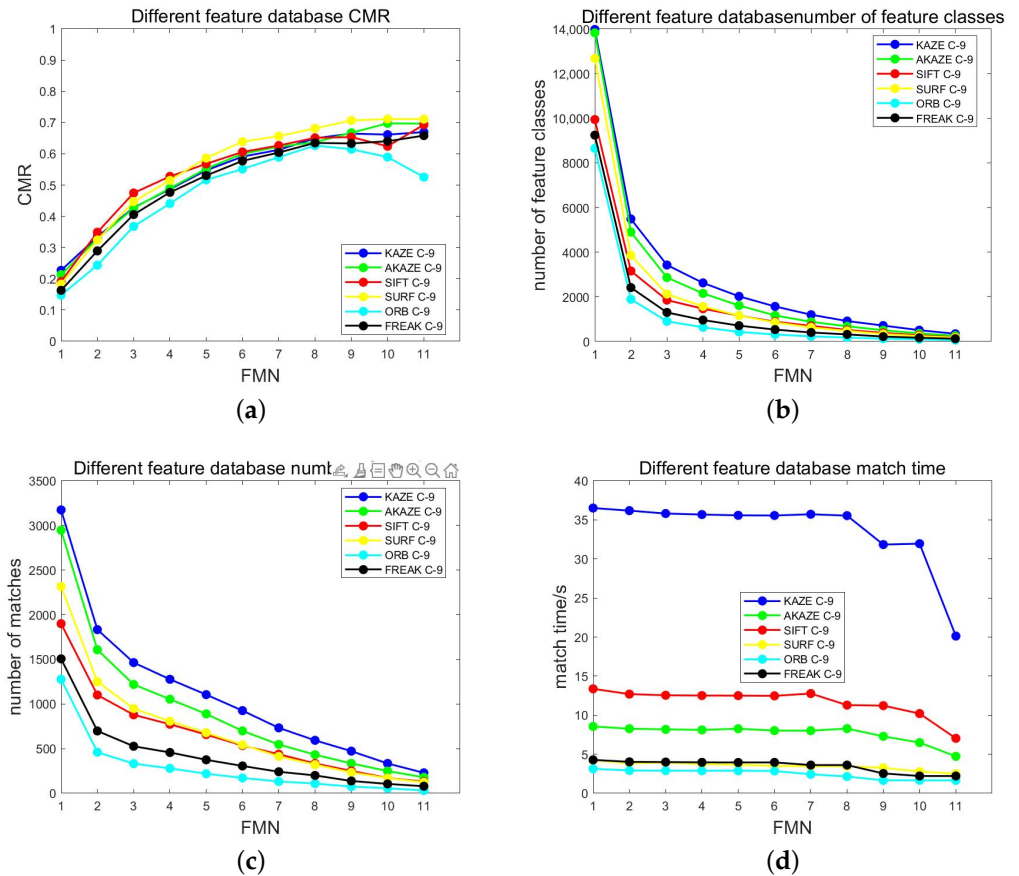 Different feature database CMR
1
0.9
0.8
0.7
0.6
0.5
0.4
0.3
0.2
0.1
0
CMR
KAZE C-9
AKAZE C-9
SIFT C-9
SURF C-9
ORB C-9
FREAK C-9
1 2 3 4 5 6 7 8 9 10 11
FMN
(a)
Different feature databasenumber of feature classes
14,000
12,000
10,000
8000
6000
4000
2000
0
number of feature classes
KAZE C-9
AKAZE C-9
SIFT C-9
SURF C-9
ORB C-9
FREAK C-9
1 2 3 4 5 6 7 8 9 10 11
FMN
(b)
Different feature database numb
3500
3000
2500
2000
1500
1000
500
0
number of matches
KAZE C-9
AKAZE C-9
SIFT C-9
SURF C-9
ORB C-9
FREAK C-9
1 2 3 4 5 6 7 8 9 10 11
FMN
(c)
Different feature database match time
40
35
30
25
20
15
10
5
0
match time/s
KAZE C-9
AKAZE C-9
SIFT C-9
SURF C-9
ORB C-9
FREAK C-9
1 2 3 4 5 6 7 8 9 10 11
FMN
(d)